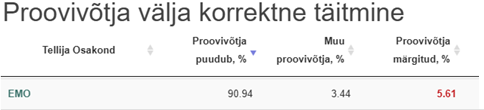 Proovivõtja välja korrektne täitmine
Tellija Osakond
Proovivõtja puudub, %
Muu proovivõtja, %
Proovivõtja märgitud, %
EMO 90.94 3.44 5.61